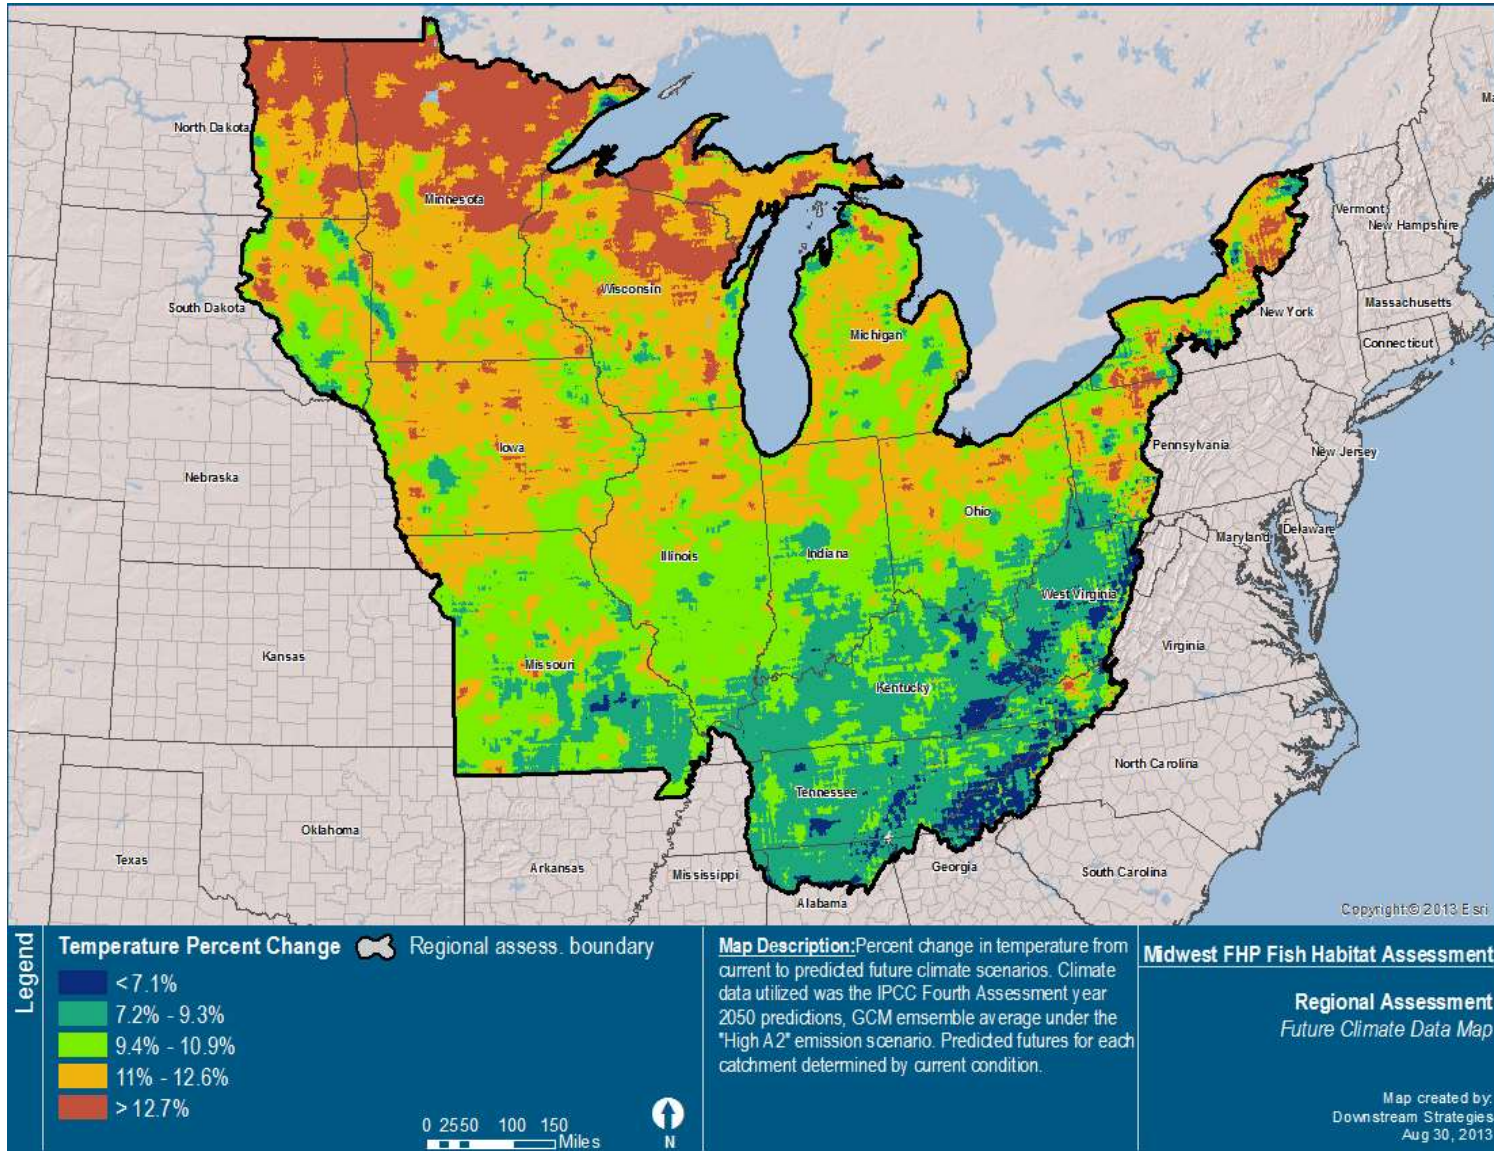 Ma
North Dakota
Minnesota
Vermont
New Hampshire
Wisconsin
South Dakota
Massachusetts
New York
Michigan
Connecticut
Iowa
Pennsylvania
New Jersey
Nebraska
Ohio
Illinois
Indiana
Maryland
Delaware
West Virginia
Virginia
Kansas
Missouri
Kentucky
North Carolina
Tennessee
Oklahoma
Texas
Arkansas
Mississippi
Georgia
South Carolina
Alabama
Copyright:© 2013 Esri
Legend
Temperature Percent Change
Regional assess. boundary
< 7.1%
7.2% - 9.3%
9.4% - 10.9%
11% - 12.6%
> 12.7%
0 2550 100 150
Miles
N
Map Description:Percent change in temperature from
current to predicted future climate scenarios. Climate
data utilized was the IPCC Fourth Assessment year
2050 predictions, GCM emsemble average under the
"High A2" emission scenario. Predicted futures for each
catchment determined by current condition.
Midwest FHP Fish Habitat Assessment
Regional Assessment
Future Climate Data Map
Map created by:
Downstream Strategies
Aug 30, 2013